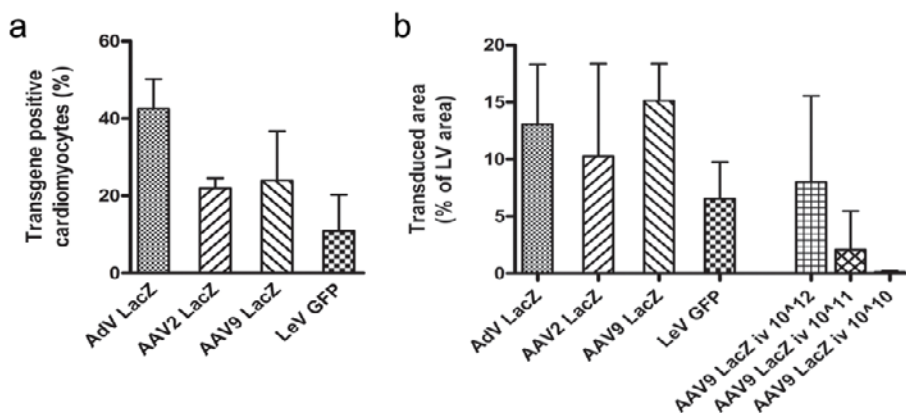 a
Transgene positive
cardiomyocytes (%)
60
40
20
0
AdV LacZ
AAV2 LacZ
AAV9 LacZ
LeV GFP
b
Transduced area
(% of LV area)
20
15
10
5
0
AdV LacZ
AAV2 LacZ
AAV9 LacZ
LeV GFP
AAV9 LacZ iv 10^12
AAV9 LacZ iv 10^11
AAV9 LacZ iv 10^10